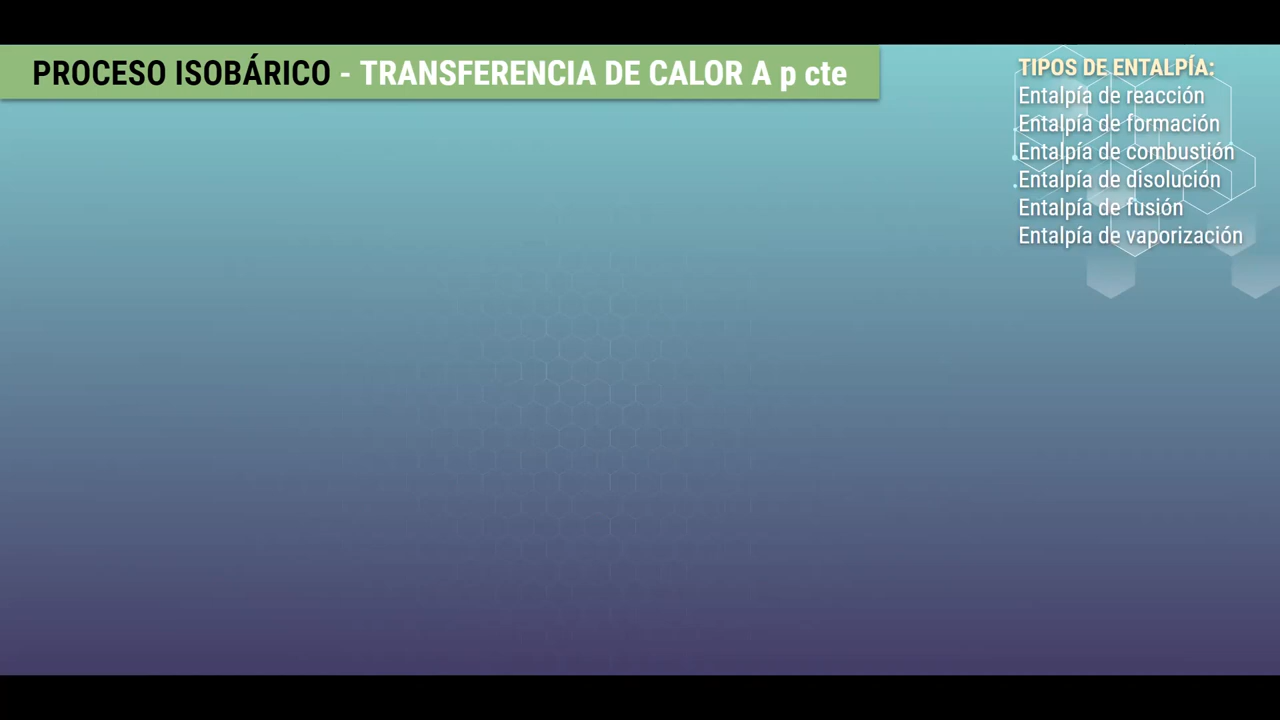 PROCESO ISOBÁRICO - TRANSFERENCIA DE CALOR A p cte
TIPOS DE ENTALPÍA:
Entalpía de reacción
Entalpía de formación
Entalpía de combustión
Entalpía de disolución
Entalpía de fusión
Entalpía de vaporización